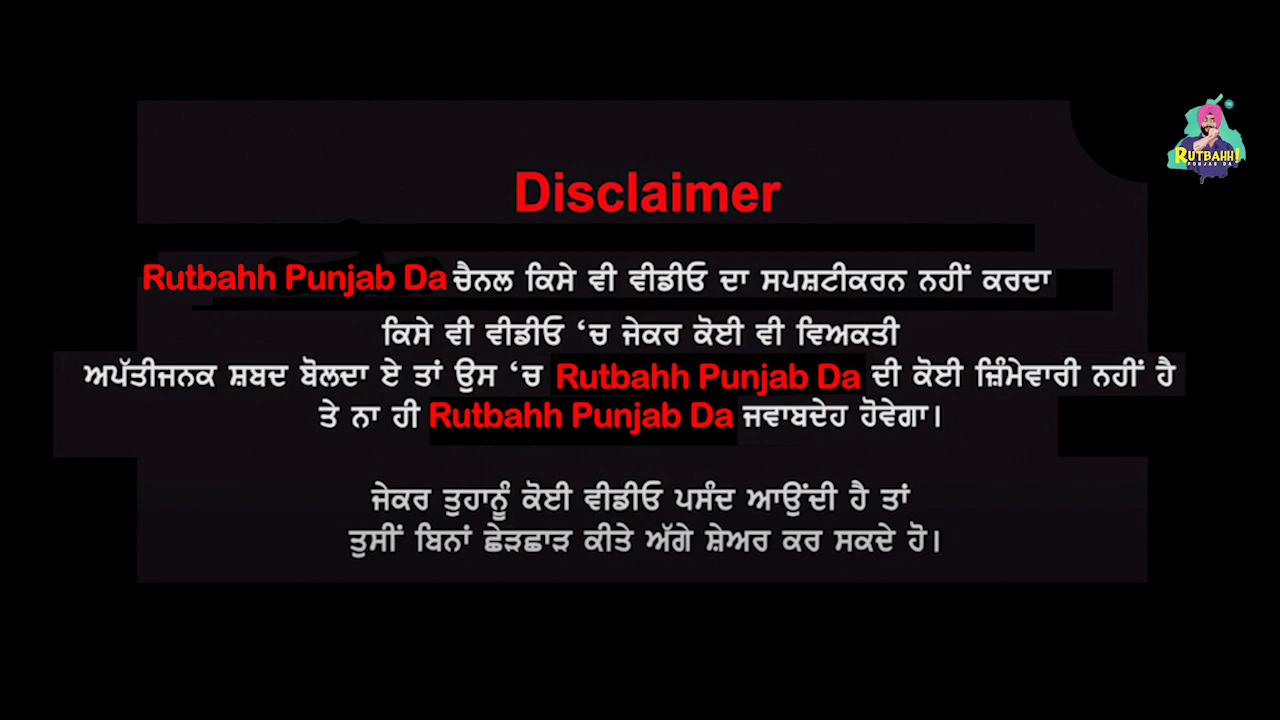 Disclaimer
RUTBAHH!
PUNJAB DA
Rutbahh Punjab Da ਚੈਨਲ ਕਿਸੇ ਵੀ ਵੀਡੀਓ ਦਾ ਸਪਸ਼ਟੀਕਰਨ ਨਹੀਂ ਕਰਦਾ
ਕਿਸੇ ਵੀ ਵੀਡੀਓ ‘ਚ ਜੇਕਰ ਕੋਈ ਵੀ ਵਿਅਕਤੀ
ਅਪੱਤੀਜਨਕ ਸ਼ਬਦ ਬੋਲਦਾ ਏ ਤਾਂ ਉਸ ‘ਚ Rutbahh Punjab Da ਦੀ ਕੋਈ ਜ਼ਿੰਮੇਵਾਰੀ ਨਹੀਂ ਹੈ
ਤੇ ਨਾ ਹੀ Rutbahh Punjab Da ਜਵਾਬਦੇਹ ਹੋਵੇਗਾ।
ਜੇਕਰ ਤੁਹਾਨੂੰ ਕੋਈ ਵੀਡੀਓ ਪਸੰਦ ਆਉਂਦੀ ਹੈ ਤਾਂ
ਤੁਸੀਂ ਬਿਨਾਂ ਛੇੜਛਾੜ ਕੀਤੇ ਅੱਗੇ ਸ਼ੇਅਰ ਕਰ ਸਕਦੇ ਹੋ।